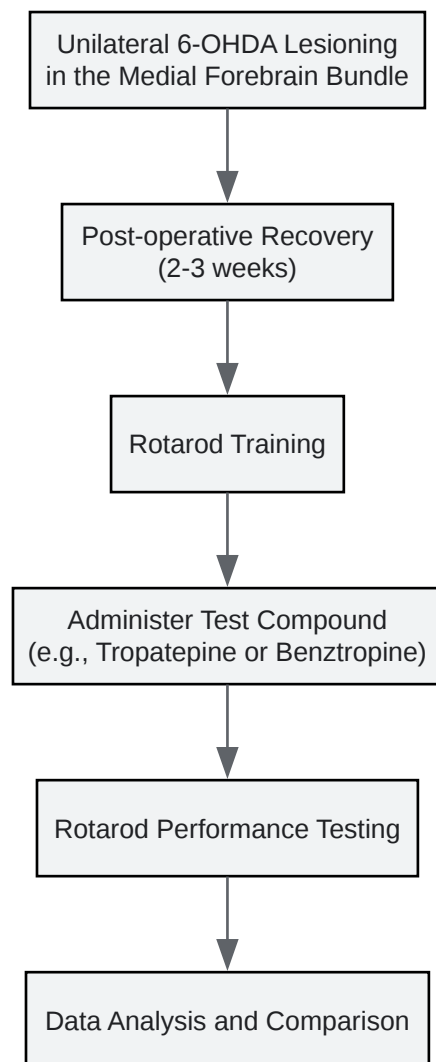 Unilateral 6-OHDA Lesioning
in the Medial Forebrain Bundle
Post-operative Recovery
(2-3 weeks)
Rotarod Training
Administer Test Compound
(e.g., Tropatepine or Benztropine)
Rotarod Performance Testing
Data Analysis and Comparison